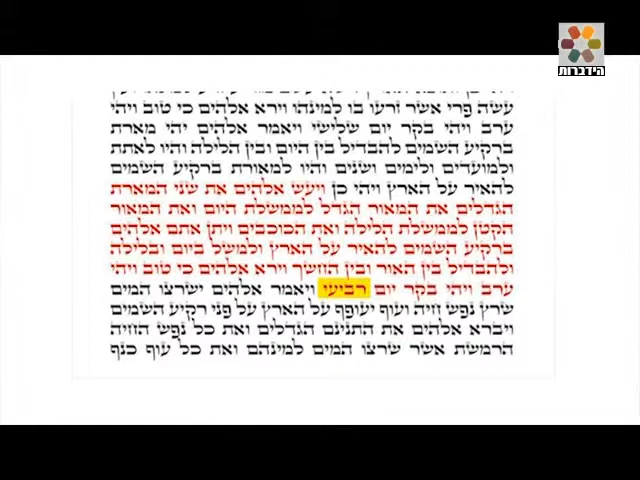 הידברות
עשה פרי אשר זרעו בו למינהו וירא אלהים כי טוב ויהי
ערב ויהי בקר יום שלישי ויאמר אלהים יהי מארת
ברקיע השמים להבדיל בין היום ובין הלילה והיו לאתת
ולמועדים ולימים ושנים והיו למאורת ברקיע השמים
להאיר על הארץ ויהי כן ויעש אלהים את שני המארת
הגדלים את המאור הגדל לממשלת היום ואת המאור
הקטן לממשלת הלילה ואת הכוכבים ויתן אתם אלהים
ברקיע השמים להאיר על הארץ ולמשל ביום ובלילה
ולהבדיל בין האור ובין החשך וירא אלהים כי טוב ויהי
ערב ויהי בקר יום רביעי ויאמר אלהים ישרצו המים
שרץ נפש חיה ועוף יעופף על הארץ על פני רקיע השמים
ויברא אלהים את התנינם הגדלים ואת כל נפש החיה
הרמשת אשר שרצו המים למינהם ואת כל עוף כנף